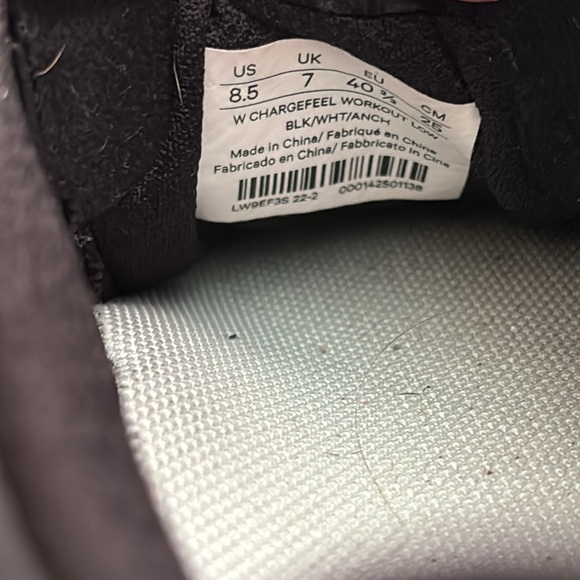 US UK EU CM
8.5 7 40 2/3 25
W CHARGEFEEL WORKOUT LOW
BLK/WHT/ANCH
Made in China/ Fabriqué en Chine
Fabricado en China/ Fabbricato in Cina
LW9EF3S 22-2 000142501138